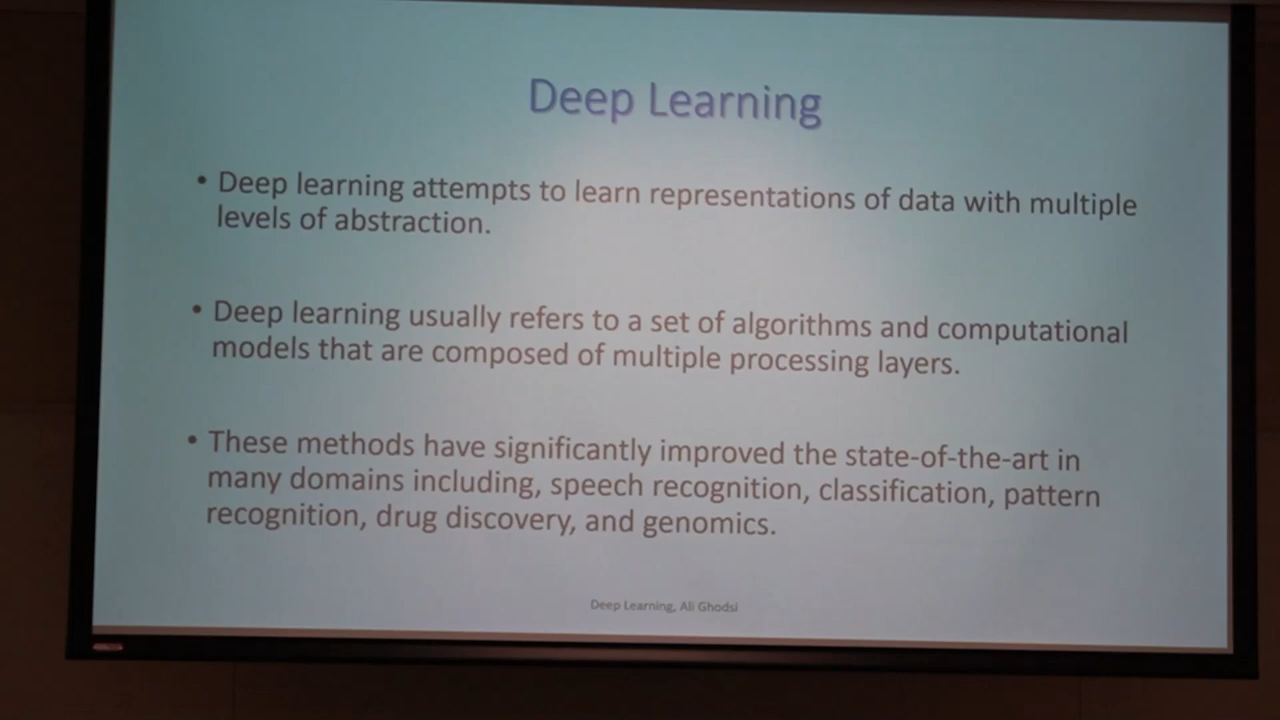 Deep Learning
• Deep learning attempts to learn representations of data with multiple
levels of abstraction.
• Deep learning usually refers to a set of algorithms and computational
models that are composed of multiple processing layers.
• These methods have significantly improved the state-of-the-art in
many domains including, speech recognition, classification, pattern
recognition, drug discovery, and genomics.
Deep Learning, Ali Ghodsi